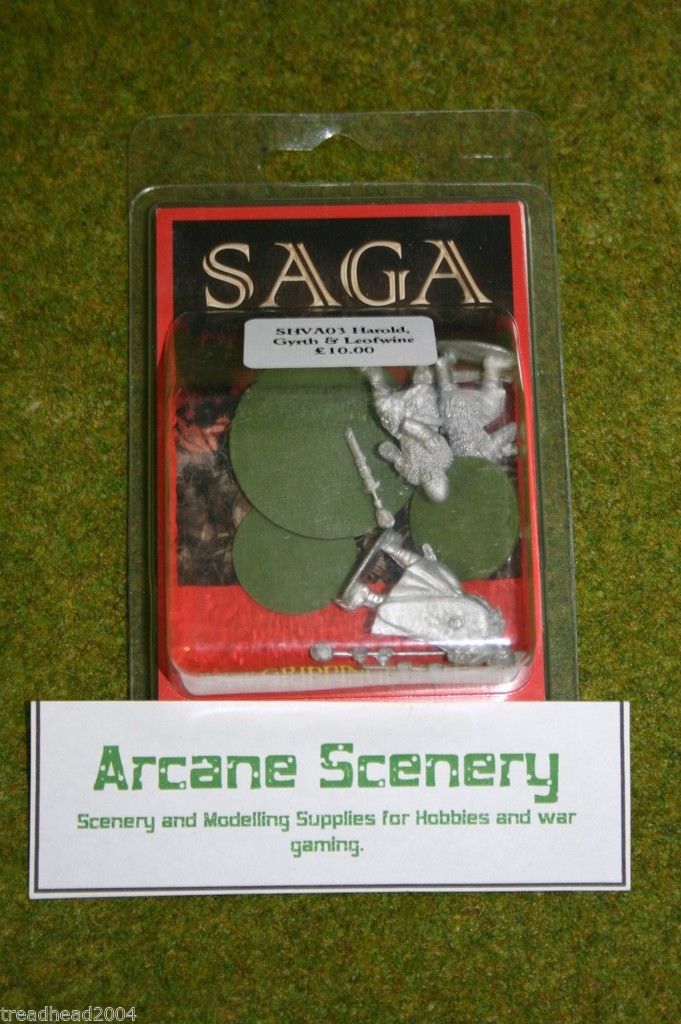 SAGA
SHVA03 Harold,
Gyrth & Leofwine
£10.00
Arcane Scenery
Scenery and Modelling Supplies for Hobbies and war
gaming.
treadhead2004